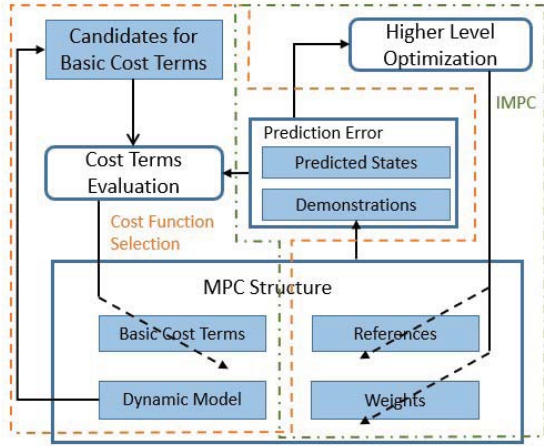 Candidates for
Basic Cost Terms
Higher Level
Optimization
IMPC
Prediction Error
Predicted States
Demonstrations
Cost Terms
Evaluation
Cost Function
Selection
MPC Structure
Basic Cost Terms
References
Dynamic Model
Weights